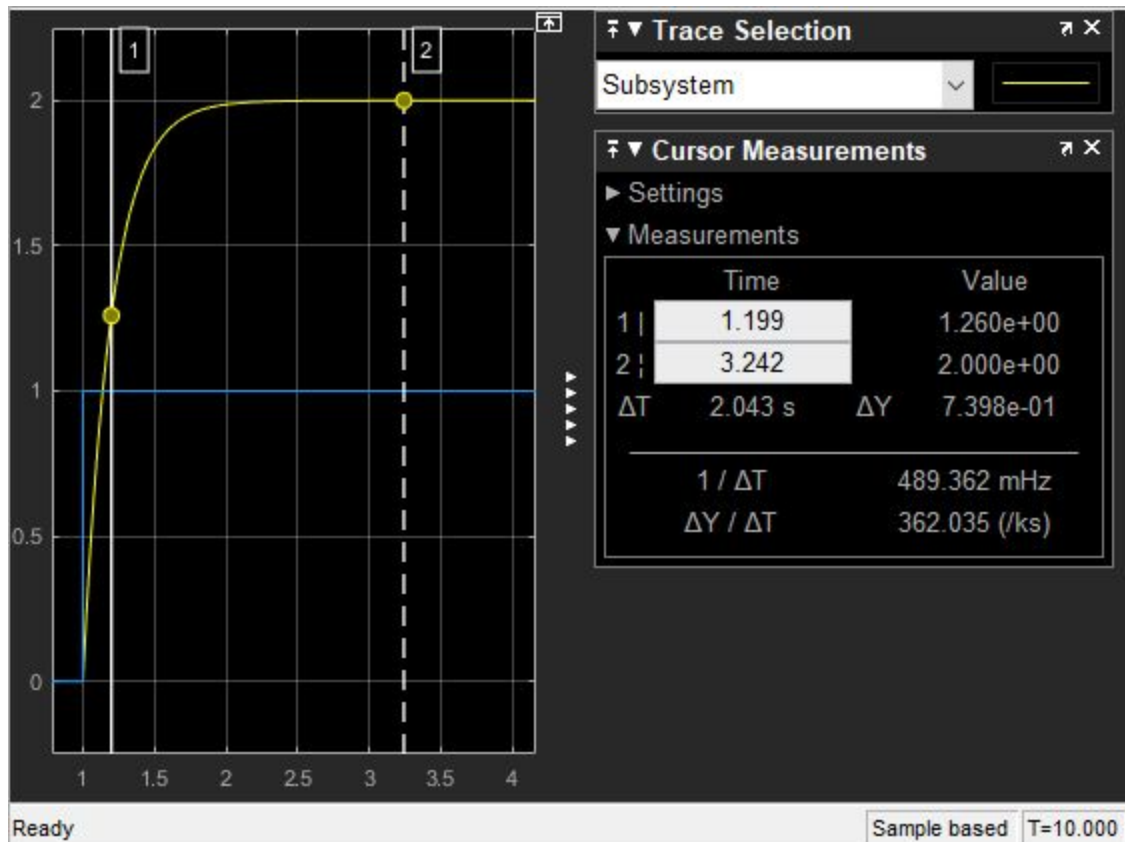 1
2
2
1.5
1
0.5
0
1 1.5 2 2.5 3 3.5 4
Trace Selection
Subsystem
Cursor Measurements
Settings
Measurements
Time Value
1 | 1.199 1.260e+00
2 ¦ 3.242 2.000e+00
ΔT 2.043 s ΔY 7.398e-01
1 / ΔT 489.362 mHz
ΔY / ΔT 362.035 (/ks)
Ready Sample based T=10.000